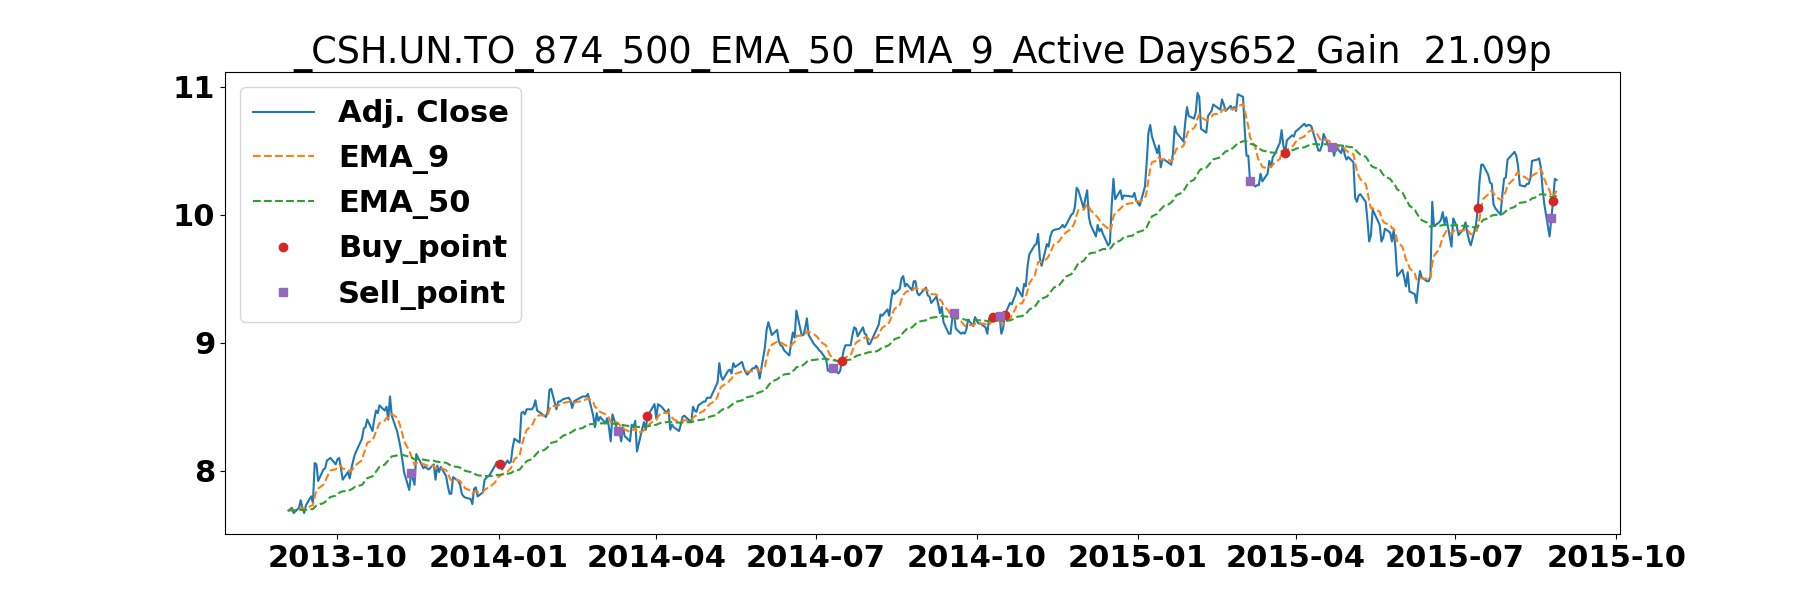 _CSH.UN.TO_874_500_EMA_50_EMA_9_Active Days652_Gain  21.09p
11
10
9
8
Adj. Close
EMA_9
EMA_50
Buy_point
Sell_point
2013-10 2014-01 2014-04 2014-07 2014-10 2015-01 2015-04 2015-07 2015-10